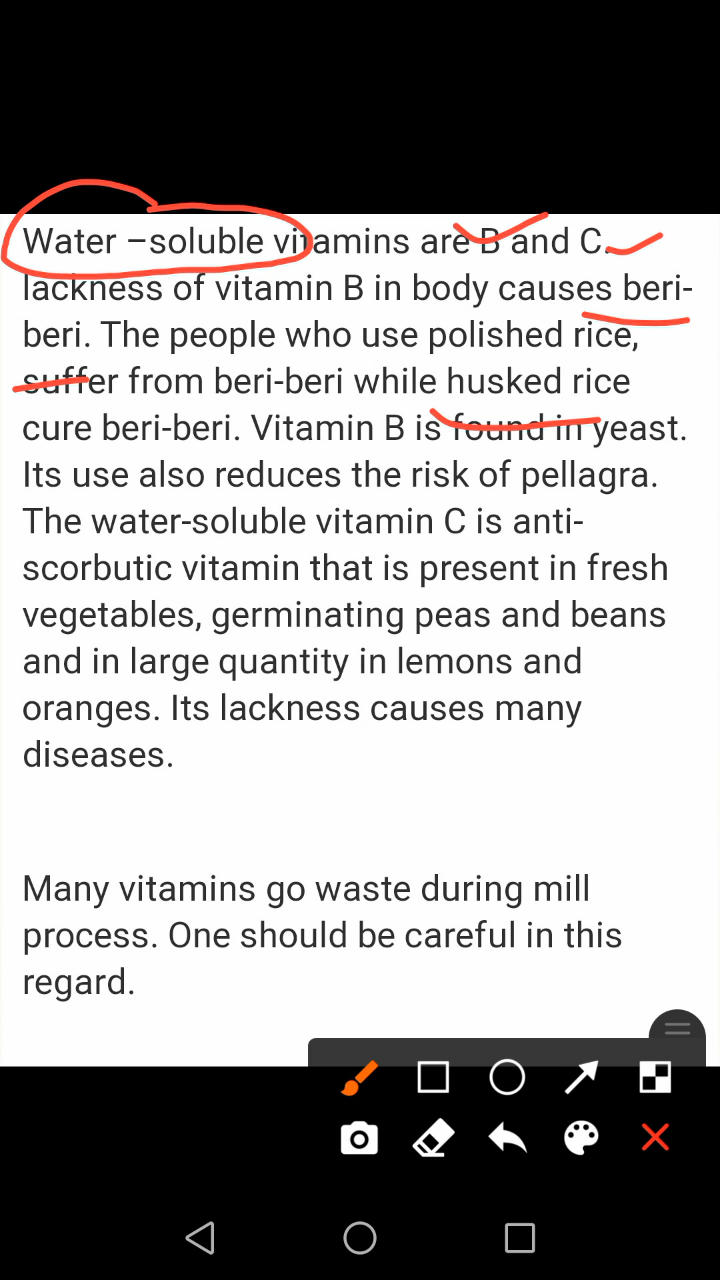 Water –soluble vitamins are B and C.
lackness of vitamin B in body causes beri-
beri. The people who use polished rice,
suffer from beri-beri while husked rice
cure beri-beri. Vitamin B is found in yeast.
Its use also reduces the risk of pellagra.
The water-soluble vitamin C is anti-
scorbutic vitamin that is present in fresh
vegetables, germinating peas and beans
and in large quantity in lemons and
oranges. Its lackness causes many
diseases.
Many vitamins go waste during mill
process. One should be careful in this
regard.